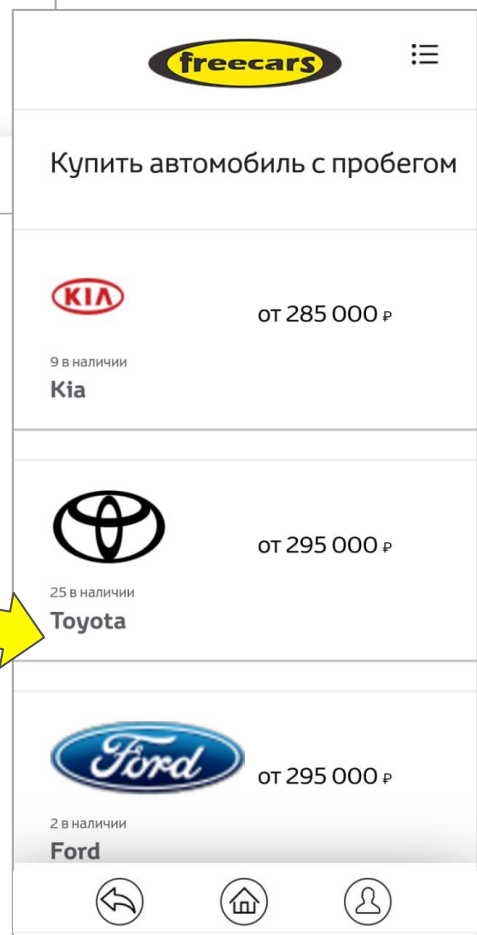 freecars
Купить автомобиль с пробегом
KIA
от 285 000 ₽
9 в наличии
Kia
от 295 000 ₽
25 в наличии
Toyota
Ford
от 295 000 ₽
2 в наличии
Ford